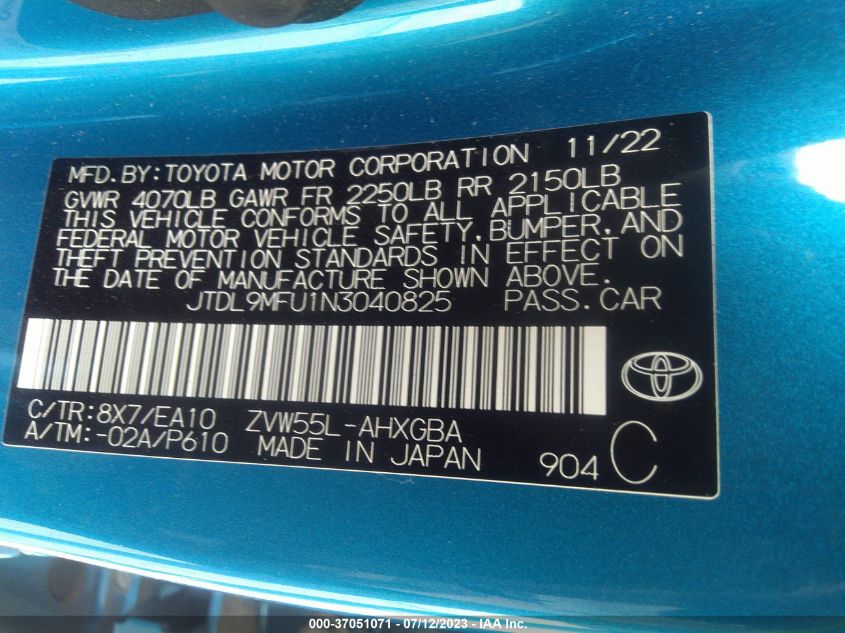 MFD.BY:TOYOTA MOTOR CORPORATION 11/22
GVWR 4070LB GAWR FR 2250LB RR 2150LB
THIS VEHICLE CONFORMS TO ALL APPLICABLE
FEDERAL MOTOR VEHICLE SAFETY,BUMPER,AND
THEFT PREVENTION STANDARDS IN EFFECT ON
THE DATE OF MANUFACTURE SHOWN ABOVE.
JTDL9MFU1N3040825 PASS.CAR
C/TR:8X7/EA10 ZVW55L-AHXGBA
A/TM:-02A/P610 MADE IN JAPAN 904 C
000-37051071 - 07/12/2023 - IAA Inc.